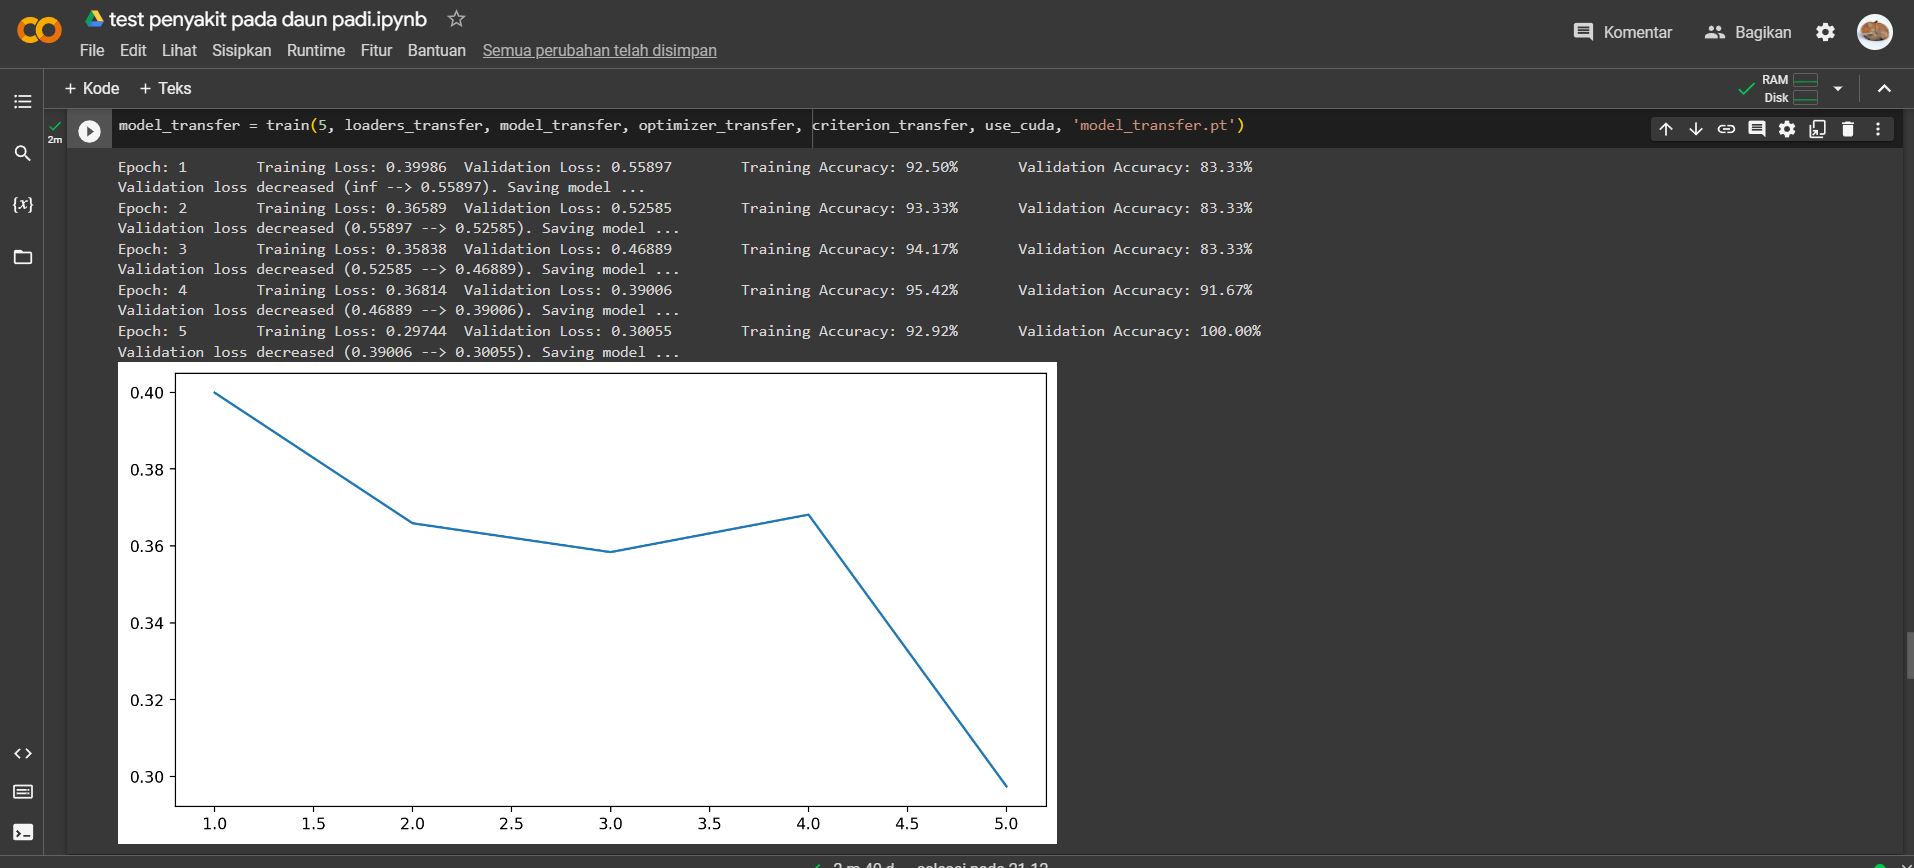 test penyakit pada daun padi.ipynb
File Edit Lihat Sisipkan Runtime Fitur Bantuan Semua perubahan telah disimpan
Komentar Bagikan
+ Kode + Teks
RAM
Disk
2m
model_transfer = train(5, loaders_transfer, model_transfer, optimizer_transfer, criterion_transfer, use_cuda, 'model_transfer.pt')
{x}
Epoch: 1 Training Loss: 0.39986 Validation Loss: 0.55897 Training Accuracy: 92.50% Validation Accuracy: 83.33%
Validation loss decreased (inf --> 0.55897). Saving model ...
Epoch: 2 Training Loss: 0.36589 Validation Loss: 0.52585 Training Accuracy: 93.33% Validation Accuracy: 83.33%
Validation loss decreased (0.55897 --> 0.52585). Saving model ...
Epoch: 3 Training Loss: 0.35838 Validation Loss: 0.46889 Training Accuracy: 94.17% Validation Accuracy: 83.33%
Validation loss decreased (0.52585 --> 0.46889). Saving model ...
Epoch: 4 Training Loss: 0.36814 Validation Loss: 0.39006 Training Accuracy: 95.42% Validation Accuracy: 91.67%
Validation loss decreased (0.46889 --> 0.39006). Saving model ...
Epoch: 5 Training Loss: 0.29744 Validation Loss: 0.30055 Training Accuracy: 92.92% Validation Accuracy: 100.00%
Validation loss decreased (0.39006 --> 0.30055). Saving model ...
0.40
0.38
0.36
0.34
0.32
0.30
1.0 1.5 2.0 2.5 3.0 3.5 4.0 4.5 5.0